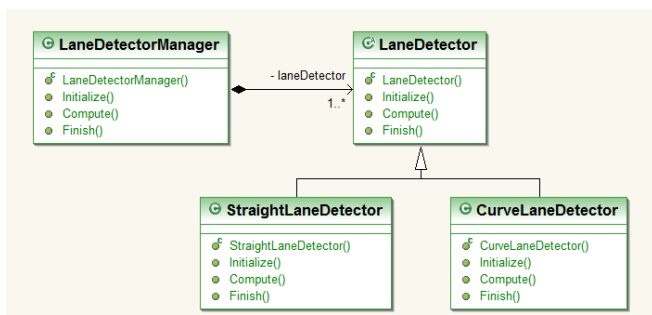 LaneDetectorManager
LaneDetectorManager()
Initialize()
Compute()
Finish()
- laneDetector
1..*
LaneDetector
LaneDetector()
Initialize()
Compute()
Finish()
StraightLaneDetector
StraightLaneDetector()
Initialize()
Compute()
Finish()
CurveLaneDetector
CurveLaneDetector()
Initialize()
Compute()
Finish()